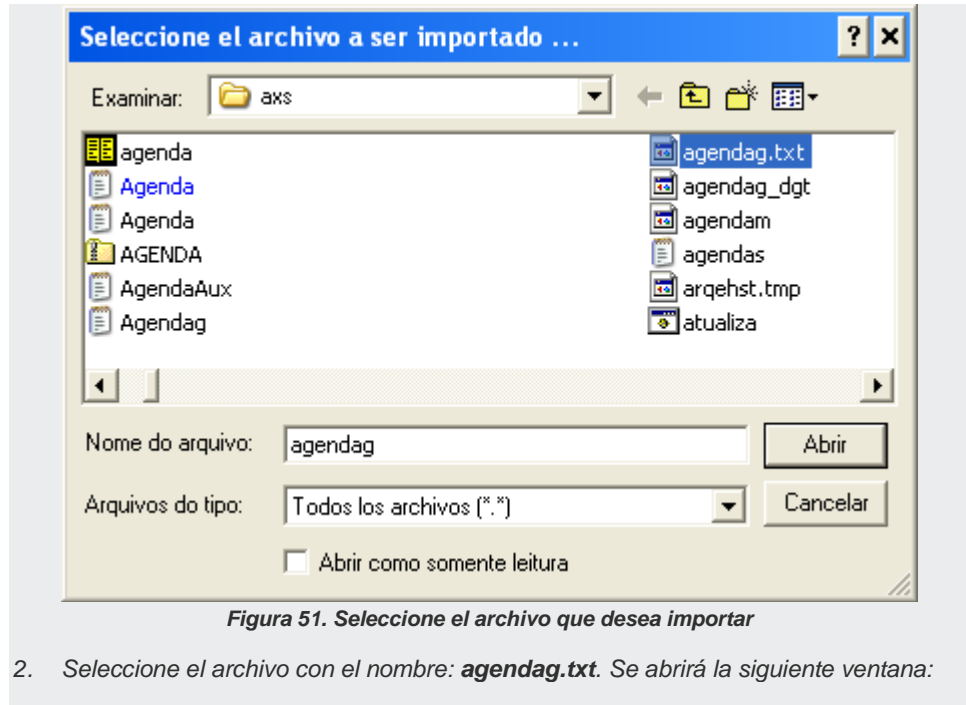 Seleccione el archivo a ser importado ...
Examinar: axs
agenda
Agenda
Agenda
AGENDA
AgendaAux
Agendag
agendag.txt
agendag_dgt
agendam
agendas
arqehst.tmp
atualiza
Nome do arquivo: agendag Abrir
Arquivos do tipo: Todos los archivos (*.*) Cancelar
Abrir como somente leitura
Figura 51. Seleccione el archivo que desea importar
2. Seleccione el archivo con el nombre: agendag.txt. Se abrirá la siguiente ventana: